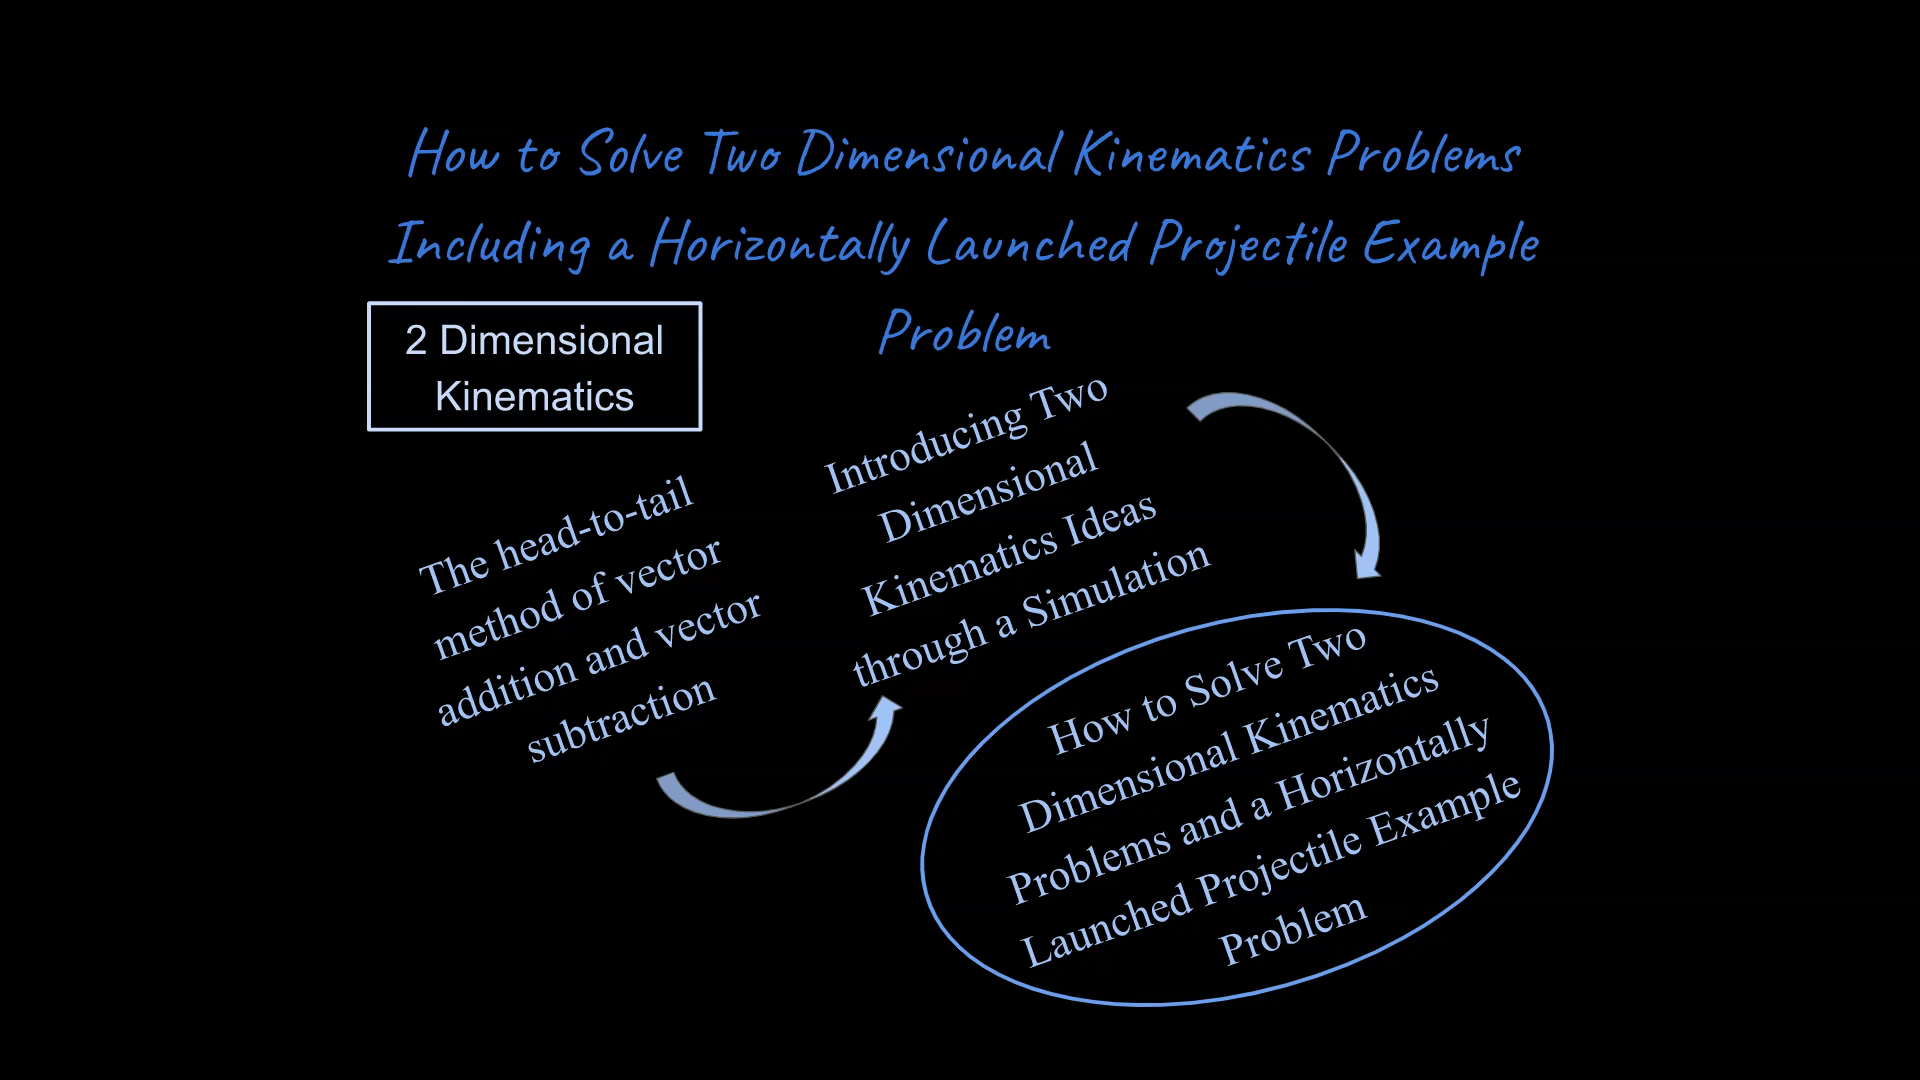 How to Solve Two Dimensional Kinematics Problems
Including a Horizontally Launched Projectile Example
Problem
2 Dimensional
Kinematics
The head-to-tail
method of vector
addition and vector
subtraction
Introducing Two
Dimensional
Kinematics Ideas
through a Simulation
How to Solve Two
Dimensional Kinematics
Problems and a Horizontally
Launched Projectile Example
Problem